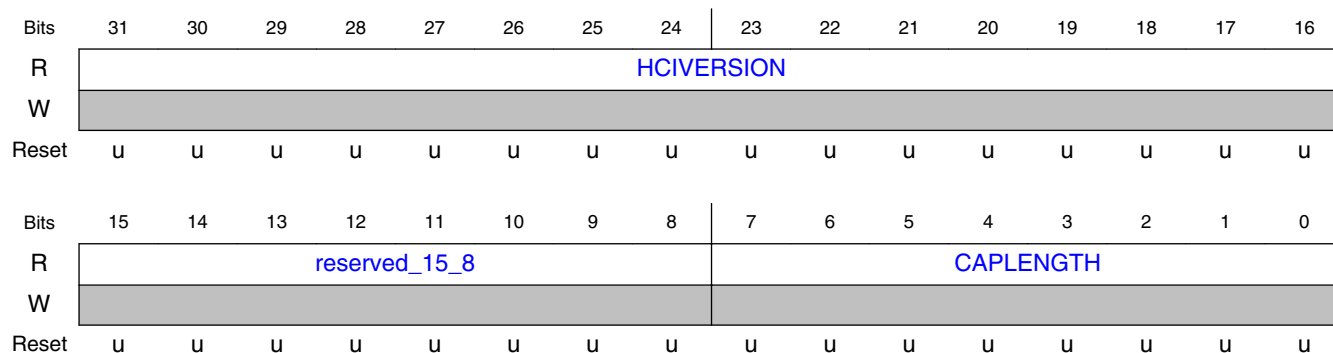 Bits 31 30 29 28 27 26 25 24 23 22 21 20 19 18 17 16
R HCIVERSION
W
Reset u u u u u u u u u u u u u u u u
Bits 15 14 13 12 11 10 9 8 7 6 5 4 3 2 1 0
R reserved_15_8 CAPLENGTH
W
Reset u u u u u u u u u u u u u u u u